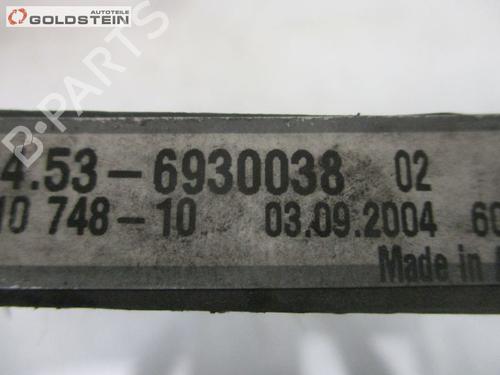 AUTOTEILE
GOLDSTEIN
B-PARTS
4.53-6930038 02
10 748-10 03.09.2004 60
Made in